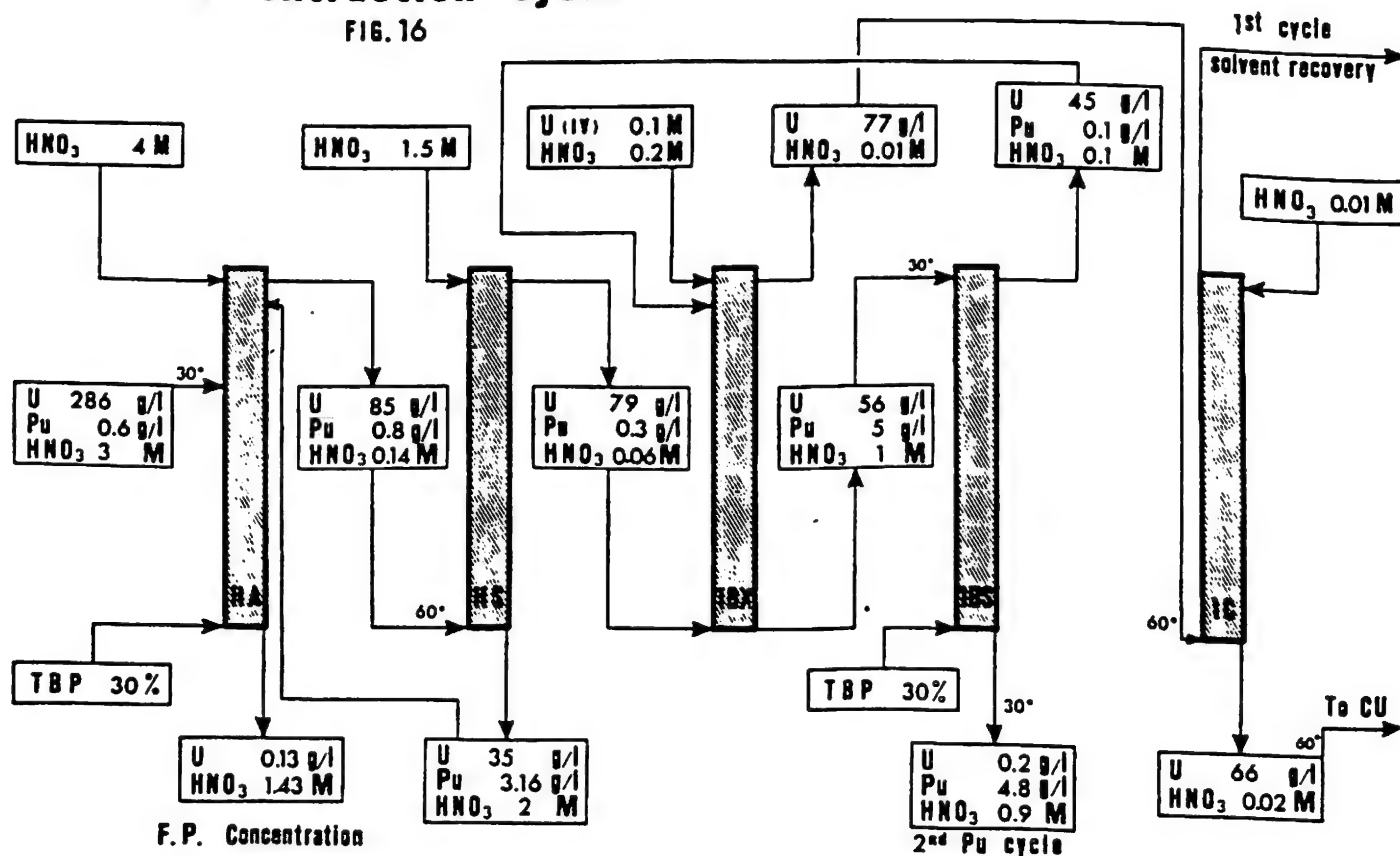 FIG. 16
1st cycle
solvent recovery
HNO₃ 4 M
HNO₃ 1.5 M
U (IV) 0.1 M
HNO₃ 0.2 M
U 77 g/l
HNO₃ 0.01 M
U 45 g/l
Pu 0.1 g/l
HNO₃ 0.1 M
HNO₃ 0.01 M
30°
30°
U 286 g/l
Pu 0.6 g/l
HNO₃ 3 M
U 85 g/l
Pu 0.8 g/l
HNO₃ 0.14 M
U 79 g/l
Pu 0.3 g/l
HNO₃ 0.06 M
U 56 g/l
Pu 5 g/l
HNO₃ 1 M
HA
60°
HS
1BX
1BS
60°
1C
TBP 30%
TBP 30%
30°
60°
To CU
U 0.13 g/l
HNO₃ 1.43 M
U 35 g/l
Pu 3.16 g/l
HNO₃ 2 M
U 0.2 g/l
Pu 4.8 g/l
HNO₃ 0.9 M
U 66 g/l
HNO₃ 0.02 M
F.P. Concentration
2nd Pu cycle